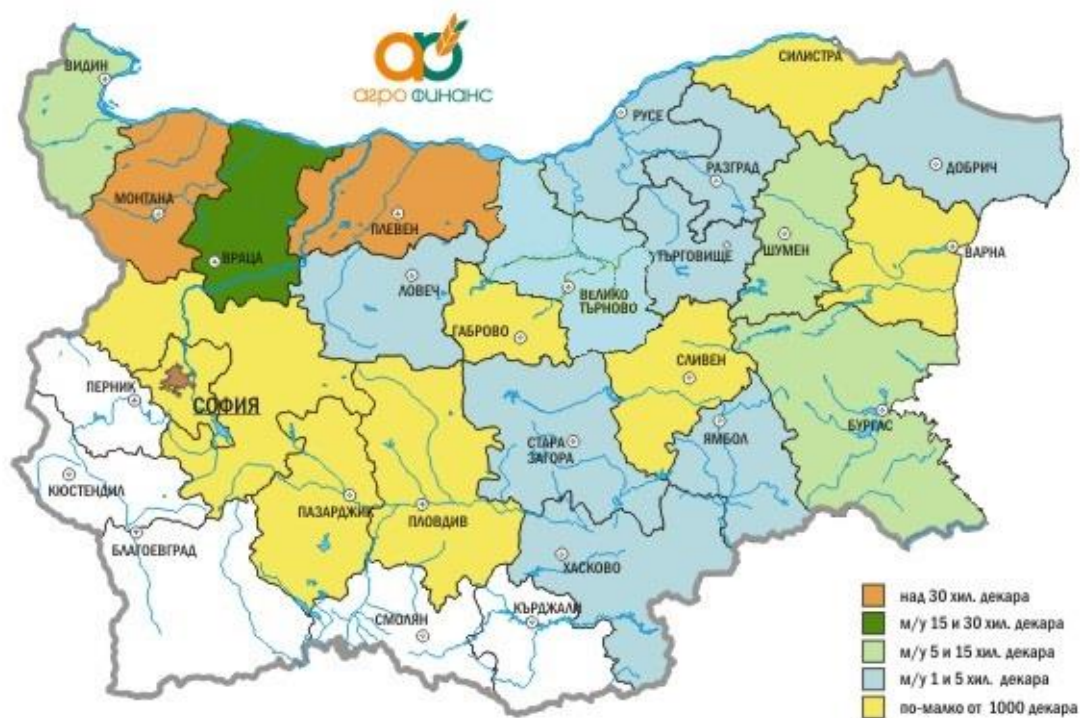 агро финанс
ВИДИН
СИЛИСТРА
РУСЕ
ДОБРИЧ
РАЗГРАД
МОНТАНА
ПЛЕВЕН
ШУМЕН
ВАРНА
ВРАЦА
ТЪРГОВИЩЕ
ЛОВЕЧ
ВЕЛИКО
ТЪРНОВО
ГАБРОВО
СЛИВЕН
ПЕРНИК
СОФИЯ
БУРГАС
ЯМБОЛ
СТАРА
ЗАГОРА
КЮСТЕНДИЛ
ПАЗАРДЖИК
ПЛОВДИВ
БЛАГОЕВГРАД
ХАСКОВО
СМОЛЯН
КЪРДЖАЛИ
над 30 хил. декара
м/у 15 и 30 хил. декара
м/у 5 и 15 хил. декара
м/у 1 и 5 хил. декара
по-малко от 1000 декара